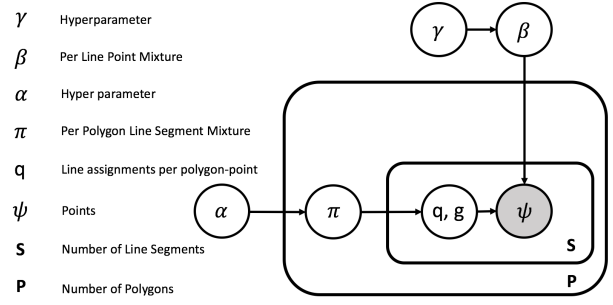 γ Hyperparameter
β Per Line Point Mixture
α Hyper parameter
π Per Polygon Line Segment Mixture
q Line assignments per polygon-point
ψ Points
S Number of Line Segments
P Number of Polygons
γ β
α π q, g ψ
S
P